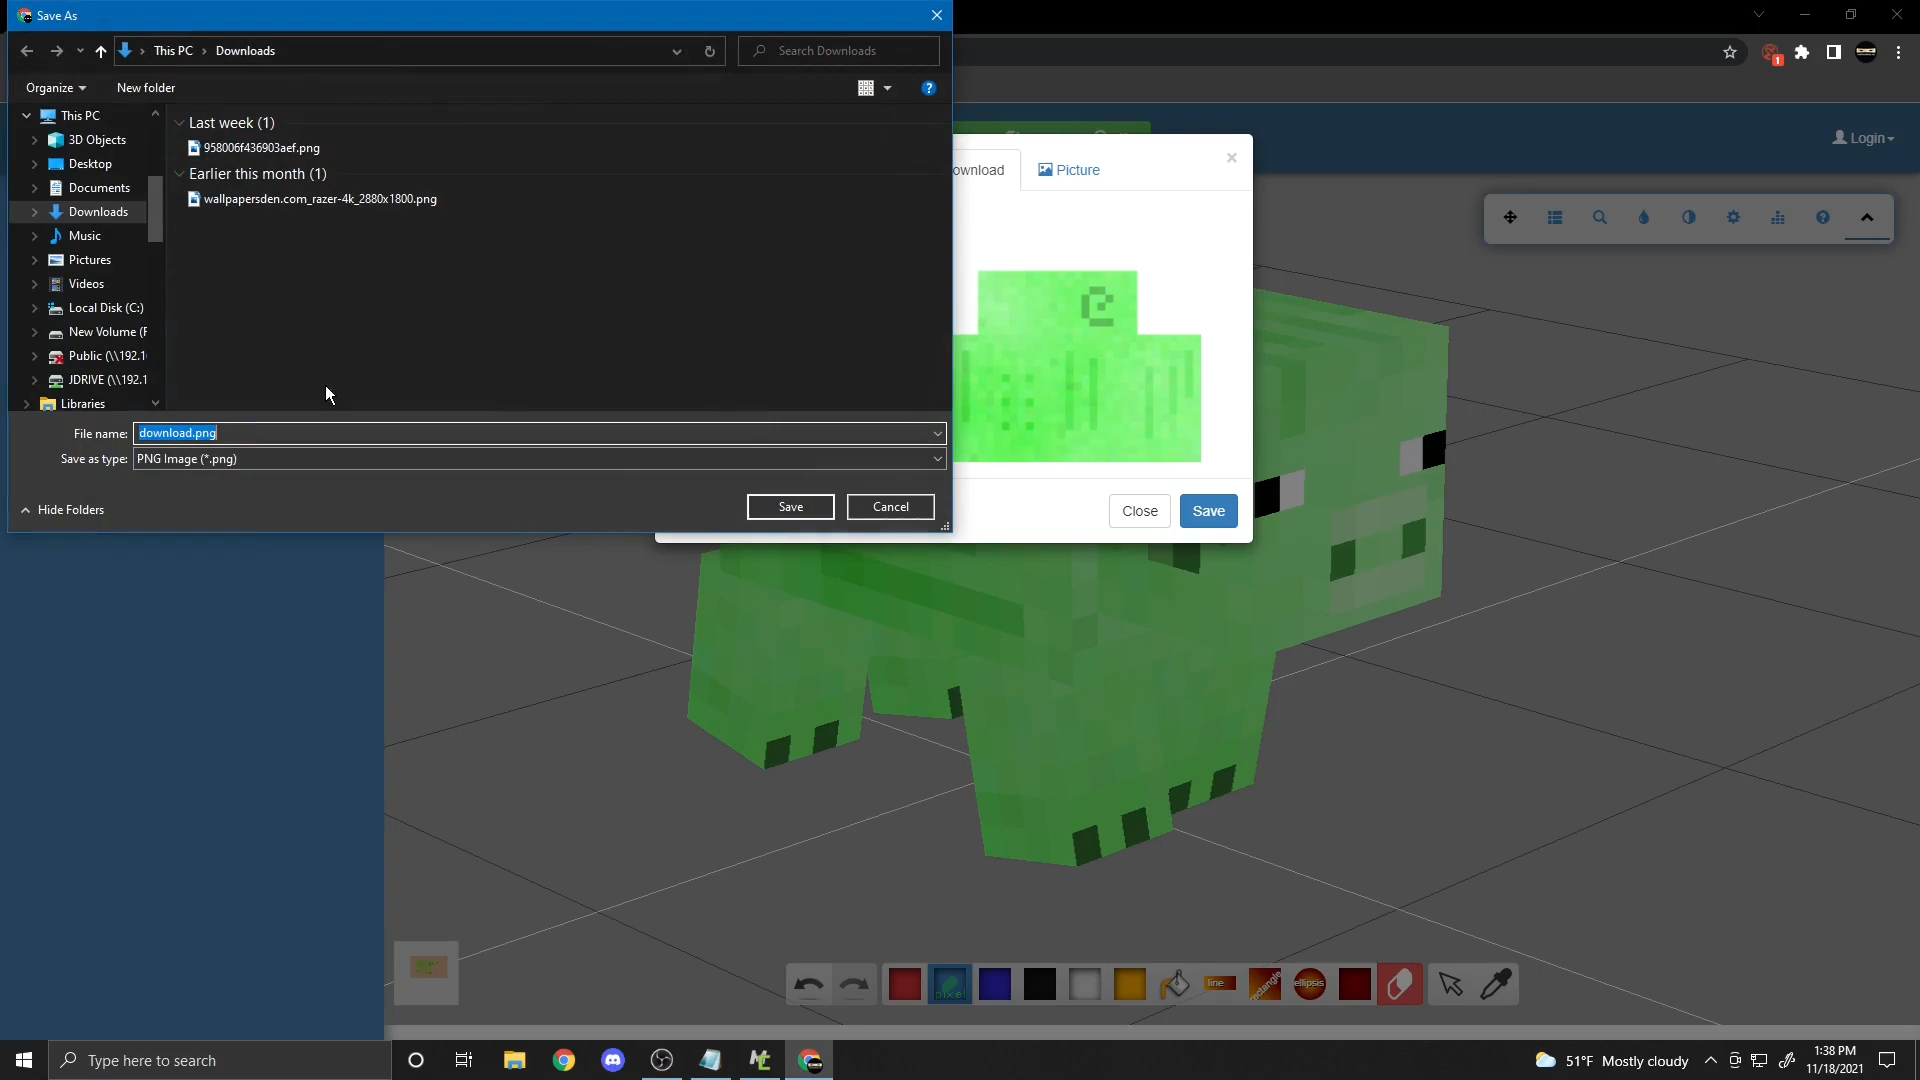 Save As
This PC
Downloads
Search Downloads
Organize
New folder
This PC
3D Objects
Desktop
Documents
Downloads
Music
Pictures
Videos
Local Disk (C:)
New Volume (F
Public (\\192.1
JDRIVE (\\192.1
Libraries
Last week (1)
958006f436903aef.png
Earlier this month (1)
wallpapersden.com_razer-4k_2880x1800.png
File name: download.png
Save as type: PNG Image (*.png)
Hide Folders
Save
Cancel
1
Login
ownload
Picture
Close
Save
pixel
line
rectangle
ellipsis
Type here to search
51°F Mostly cloudy
1:38 PM
11/18/2021